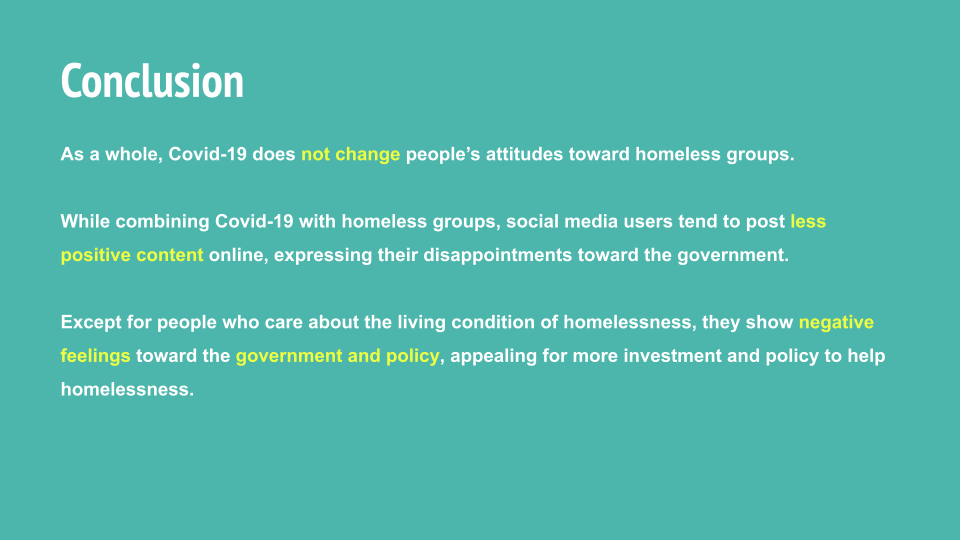 Conclusion
As a whole, Covid-19 does not change people’s attitudes toward homeless groups.
While combining Covid-19 with homeless groups, social media users tend to post less
positive content online, expressing their disappointments toward the government.
Except for people who care about the living condition of homelessness, they show negative
feelings toward the government and policy, appealing for more investment and policy to help
homelessness.